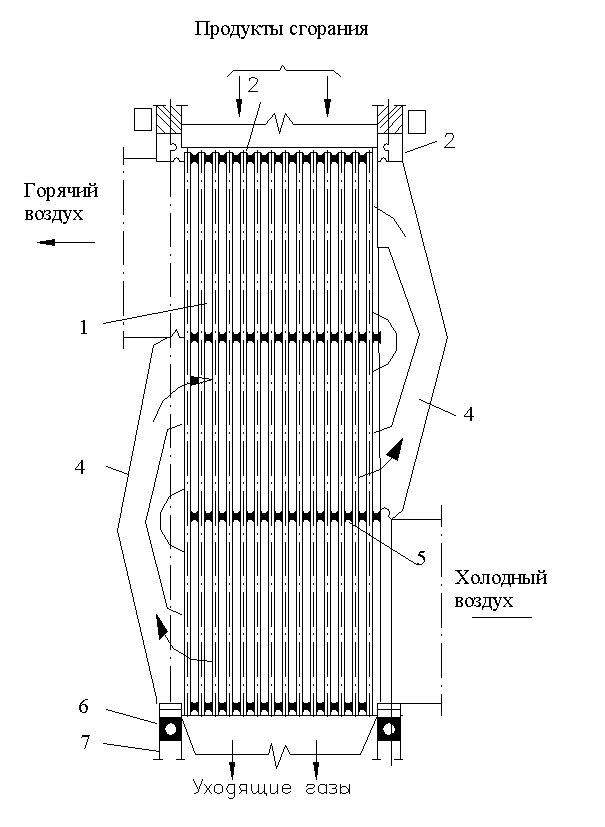 Продукты сгорания
2
2
Горячий
воздух
1
4
4
5
Холодный
воздух
6
7
Уходящие газы